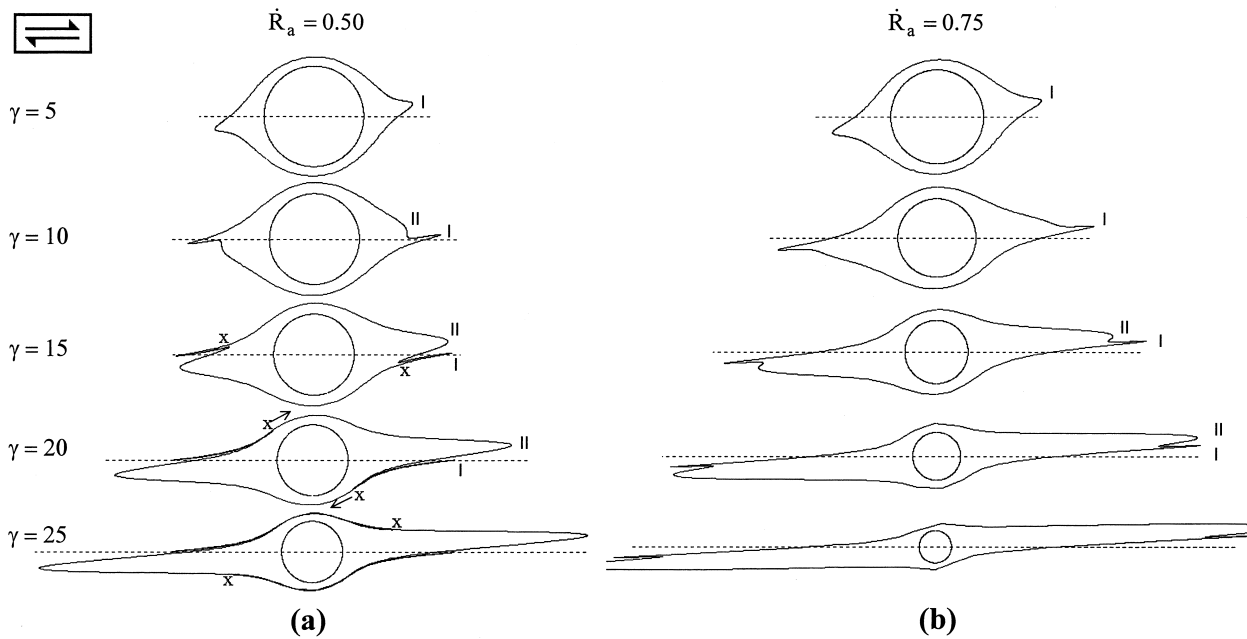 Ṙa = 0.50 Ṙa = 0.75
γ = 5 I I
γ = 10 II I I
γ = 15 x II x I II I
γ = 20 x II I x II I
γ = 25 x x
(a) (b)